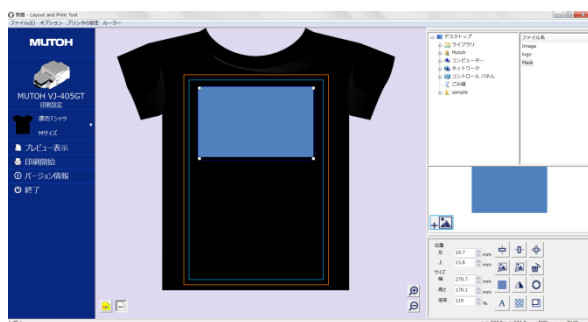 無題 - Layout and Print Tool
ファイル(E) オプション プリンタの設定 ルーラー
MUTOH
MUTOH VJ-405GT
印刷設定
濃色Tシャツ
Mサイズ
プレビュー表示
印刷開始
バージョン情報
終了
デスクトップ
ライブラリ
Mutoh
コンピューター
ネットワーク
コントロール パネル
ごみ箱
sample
ファイル名
Image
logo
Mask
位置
左 19.7 mm
上 13.8 mm
サイズ
幅 270.7 mm
高さ 170.1 mm
倍率 119 %
A